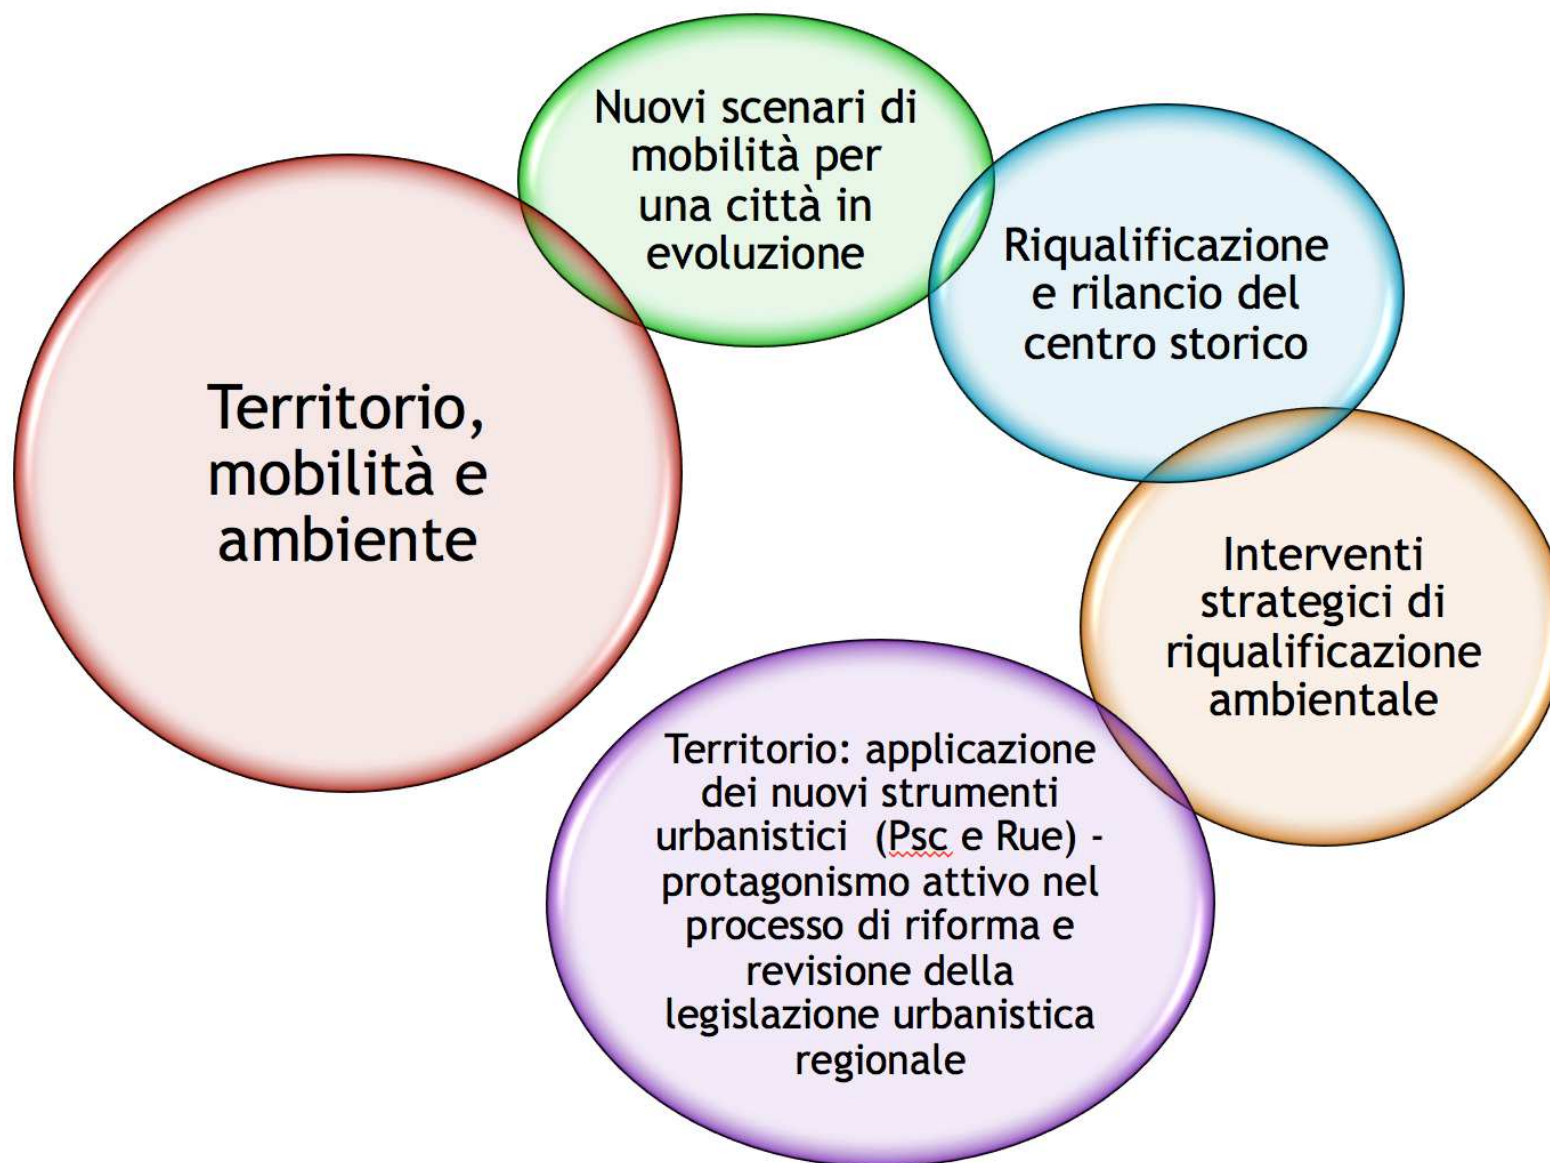 Territorio,
mobilità e
ambiente
Nuovi scenari di
mobilità per
una città in
evoluzione
Riqualificazione
e rilancio del
centro storico
Interventi
strategici di
riqualificazione
ambientale
Territorio: applicazione
dei nuovi strumenti
urbanistici  (Psc e Rue) -
protagonismo attivo nel
processo di riforma e
revisione della
legislazione urbanistica
regionale